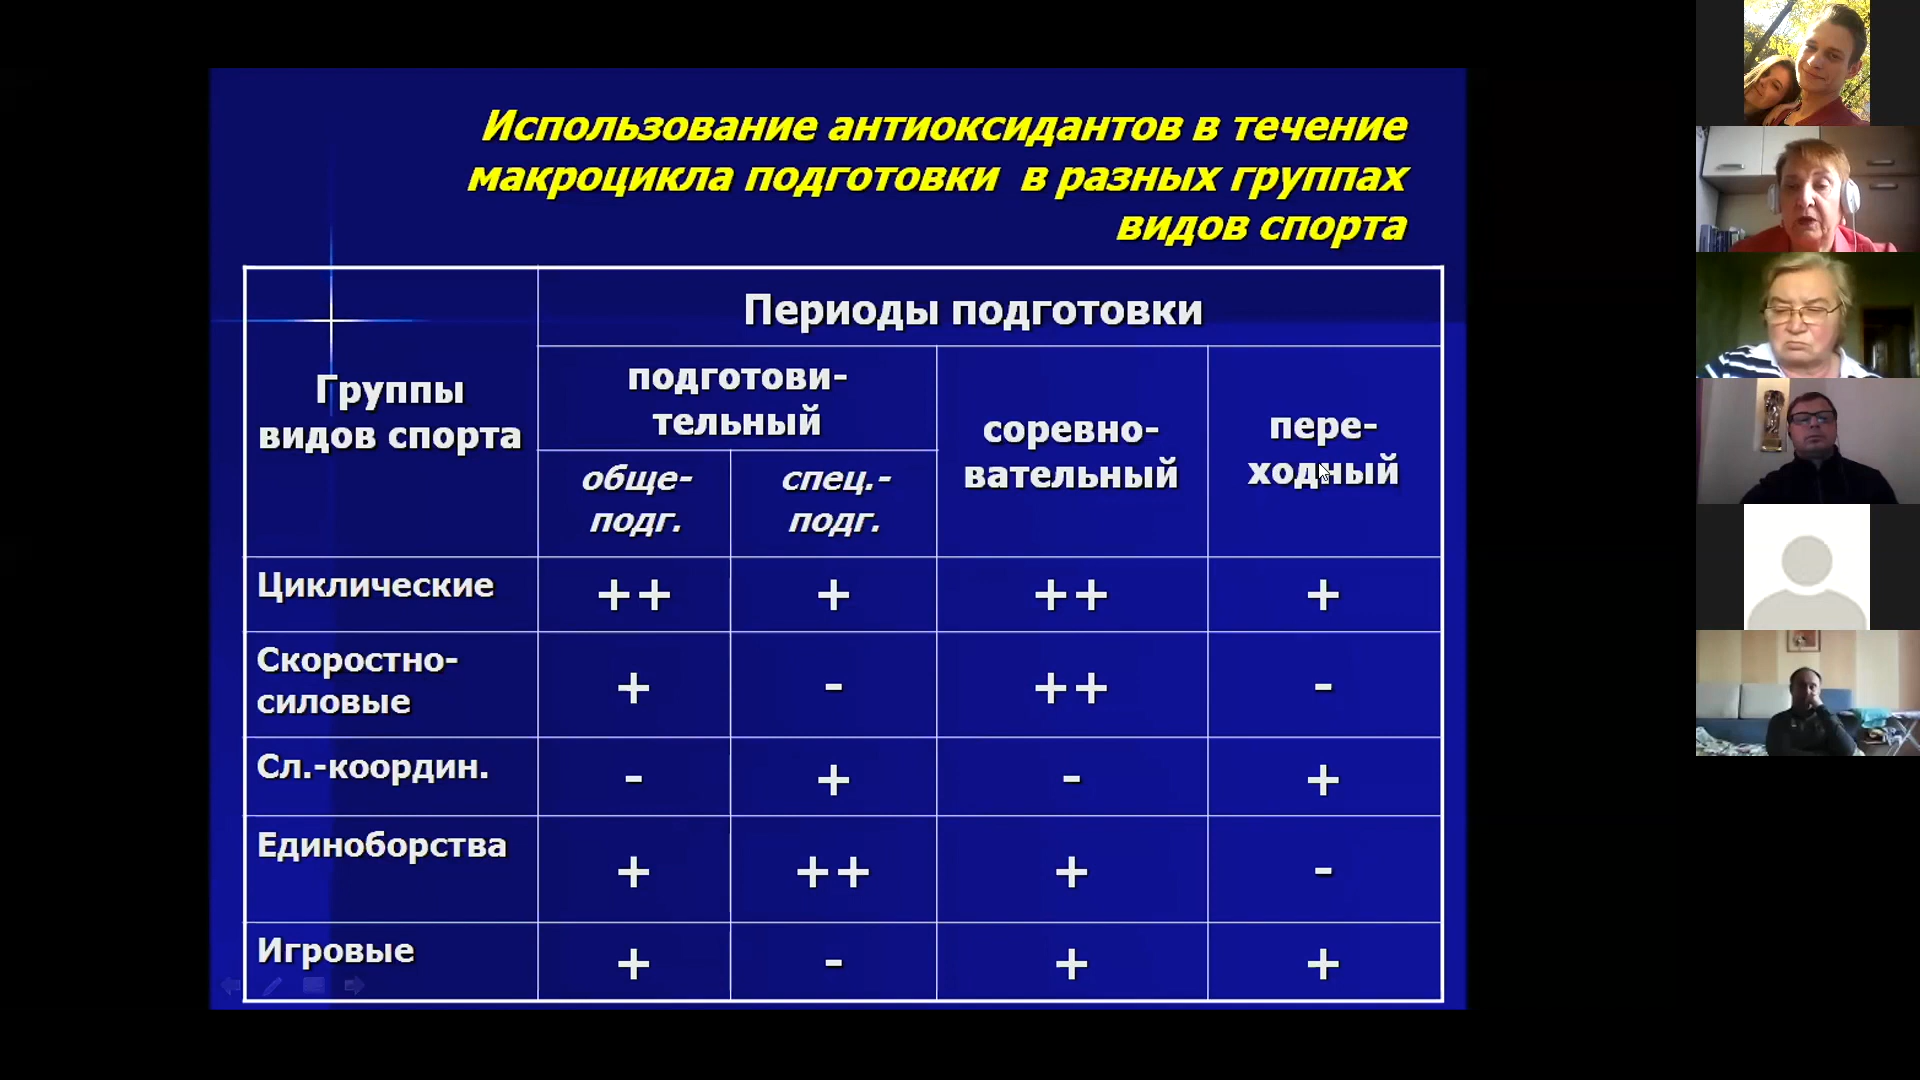 Использование антиоксидантов в течение
макроцикла подготовки в разных группах
видов спорта
Группы
видов спорта
Периоды подготовки
подготови-
тельный
соревно-
вательный
пере-
ходный
обще-
подг.
спец.-
подг.
Циклические ++ + ++ +
Скоростно-
силовые + - ++ -
Сл.-координ. - + - +
Единоборства + ++ + -
Игровые + - + +